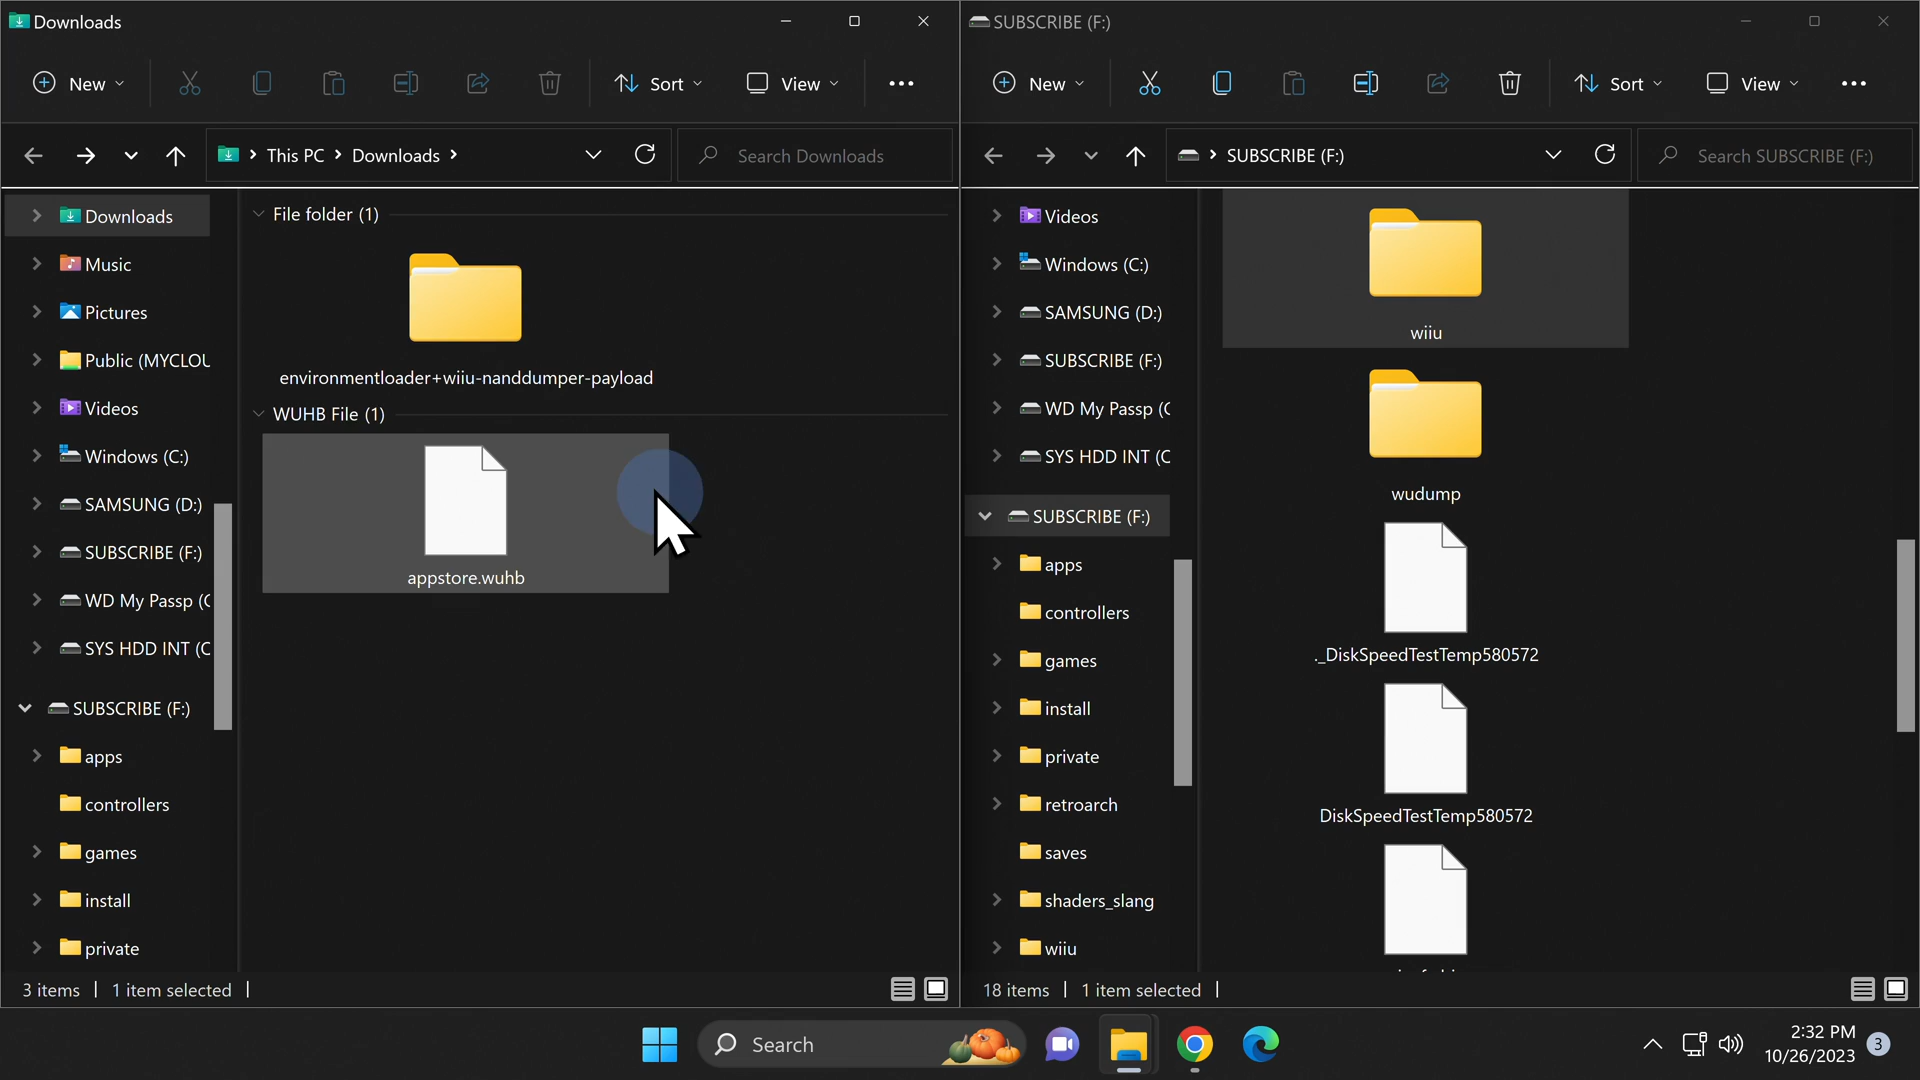 Downloads
New
Sort
View
This PC
Downloads
Search Downloads
Downloads
Music
Pictures
Public (MYCLOU
Videos
Windows (C:)
SAMSUNG (D:)
SUBSCRIBE (F:)
WD My Passp (
SYS HDD INT (
SUBSCRIBE (F:)
apps
controllers
games
install
private
File folder (1)
environmentloader+wiiu-nanddumper-payload
WUHB File (1)
appstore.wuhb
3 items
1 item selected
SUBSCRIBE (F:)
New
Sort
View
SUBSCRIBE (F:)
Search SUBSCRIBE (F:)
Videos
Windows (C:)
SAMSUNG (D:)
SUBSCRIBE (F:)
WD My Passp (
SYS HDD INT (
SUBSCRIBE (F:)
apps
controllers
games
install
private
retroarch
saves
shaders_slang
wiiu
wiiu
wudump
._DiskSpeedTestTemp580572
DiskSpeedTestTemp580572
18 items
1 item selected
Search
2:32 PM
10/26/2023
3